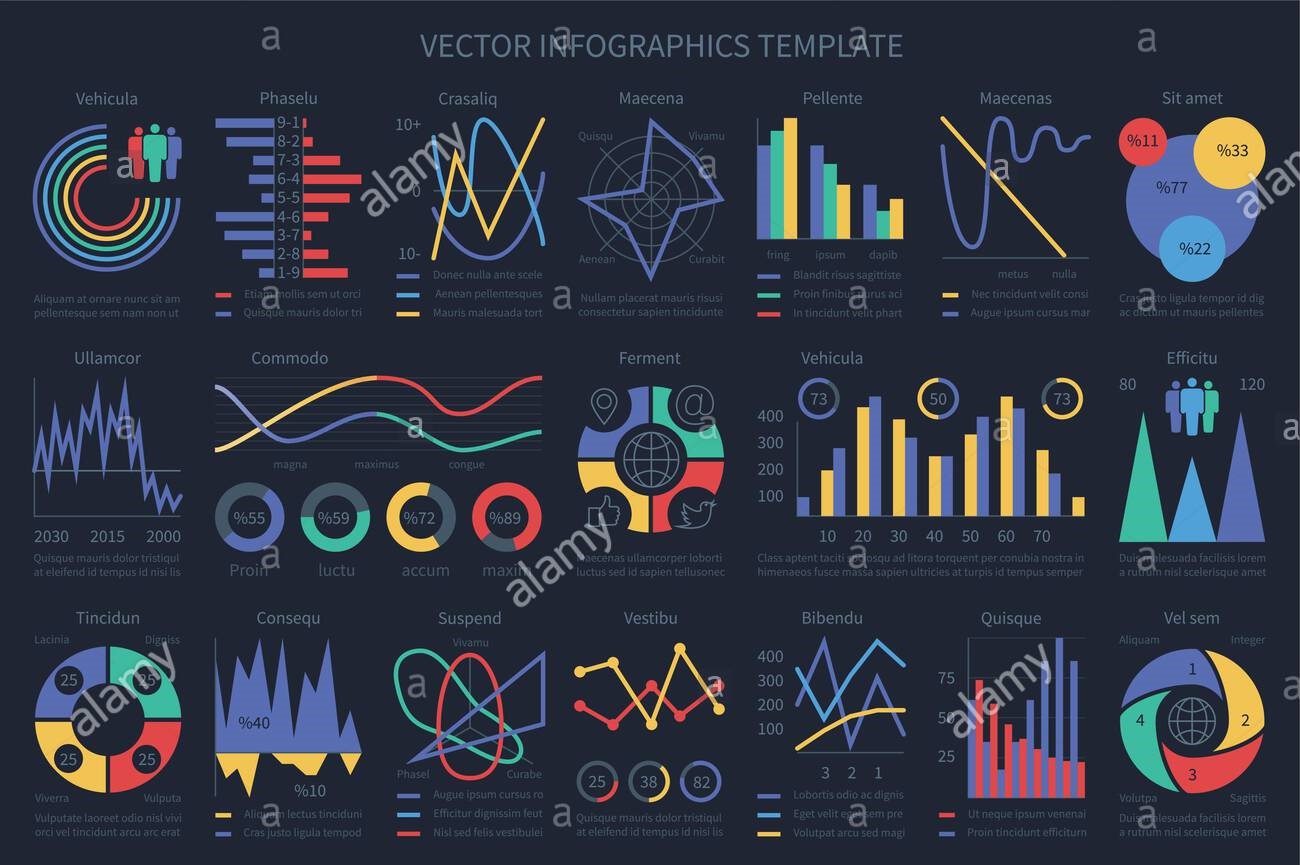 VECTOR INFOGRAPHICS TEMPLATE
Vehicula
Aliquam at ornare nunc sit am
pellentesque sem nam non ut
Phaselu
9-1
8-2
7-3
6-4
5-5
4-6
3-7
2-8
1-9
Etiam mollis sem ut orci
Quisque mauris dolor tri
Crasaliq
10+
0
10-
Donec nulla ante scele
Aenean pellentesques
Mauris malesuada tort
Maecena
Quisqu
Vivamu
Aenean
Curabit
Nullam placerat mauris risusi
consectetur sapien tincidunte
Pellente
fring ipsum dapib
Blandit risus sagittiste
Proin finibus purus aci
In tincidunt velit phart
Maecenas
metus nulla
Nec tincidunt velit consi
Augue ipsum cursus mar
Sit amet
%11
%33
%77
%22
Cras justo ligula tempor id dig
ac dictum ut mauris pellentes
Ullamcor
2030 2015 2000
Quisque mauris dolor tristiqul
at eleifend id tempus id nisi lis
Commodo
magna maximus congue
%55 %59 %72 %89
Proin luctu accum maxim
Ferment
@
Maecenas ullamcorper loborti
luctus sed id sapien tellusonec
Vehicula
73 50 73
400
300
200
100
10 20 30 40 50 60 70
Class aptent taciti sociosqu ad litora torquent per conubia nostra in
himenaeos fusce massa sapien ultricies at turpis id tempus semper
Efficitu
80 120
Duis malesuada facilisis lorem
a rutrum nisl scelerisque amet
Tincidun
Lacinia Digniss
25 25
25 25
Viverra Vulputa
Vulputate laoreet odio nisl vivi
orci vel tincidunt arcu arc erat
Consequ
%40
%10
Aliquam lectus tinciduni
Cras justo ligula tempod
Suspend
Vivamu
Phasel Curabe
Augue ipsum cursus ro
Efficitur dignissim feut
Nisl sed felis vestibulei
Vestibu
25 38 82
Quisque mauris dolor tristiqul
at eleifend id tempus id nisi lis
Bibendu
400
300
200
100
3 2 1
Lobortis odio ac dignis
Eget velit eget sem pre
Volutpat arcu sed magi
Quisque
75
50
25
Ut neque ipsum venenai
Proin tincidunt efficiturn
Vel sem
Aliquam Integer
1
2
3
4
Volutpa Sagittis
Duis malesuada facilisis lorem
a rutrum nisl scelerisque amet
alamy
alamy
alamy
alamy
alamy